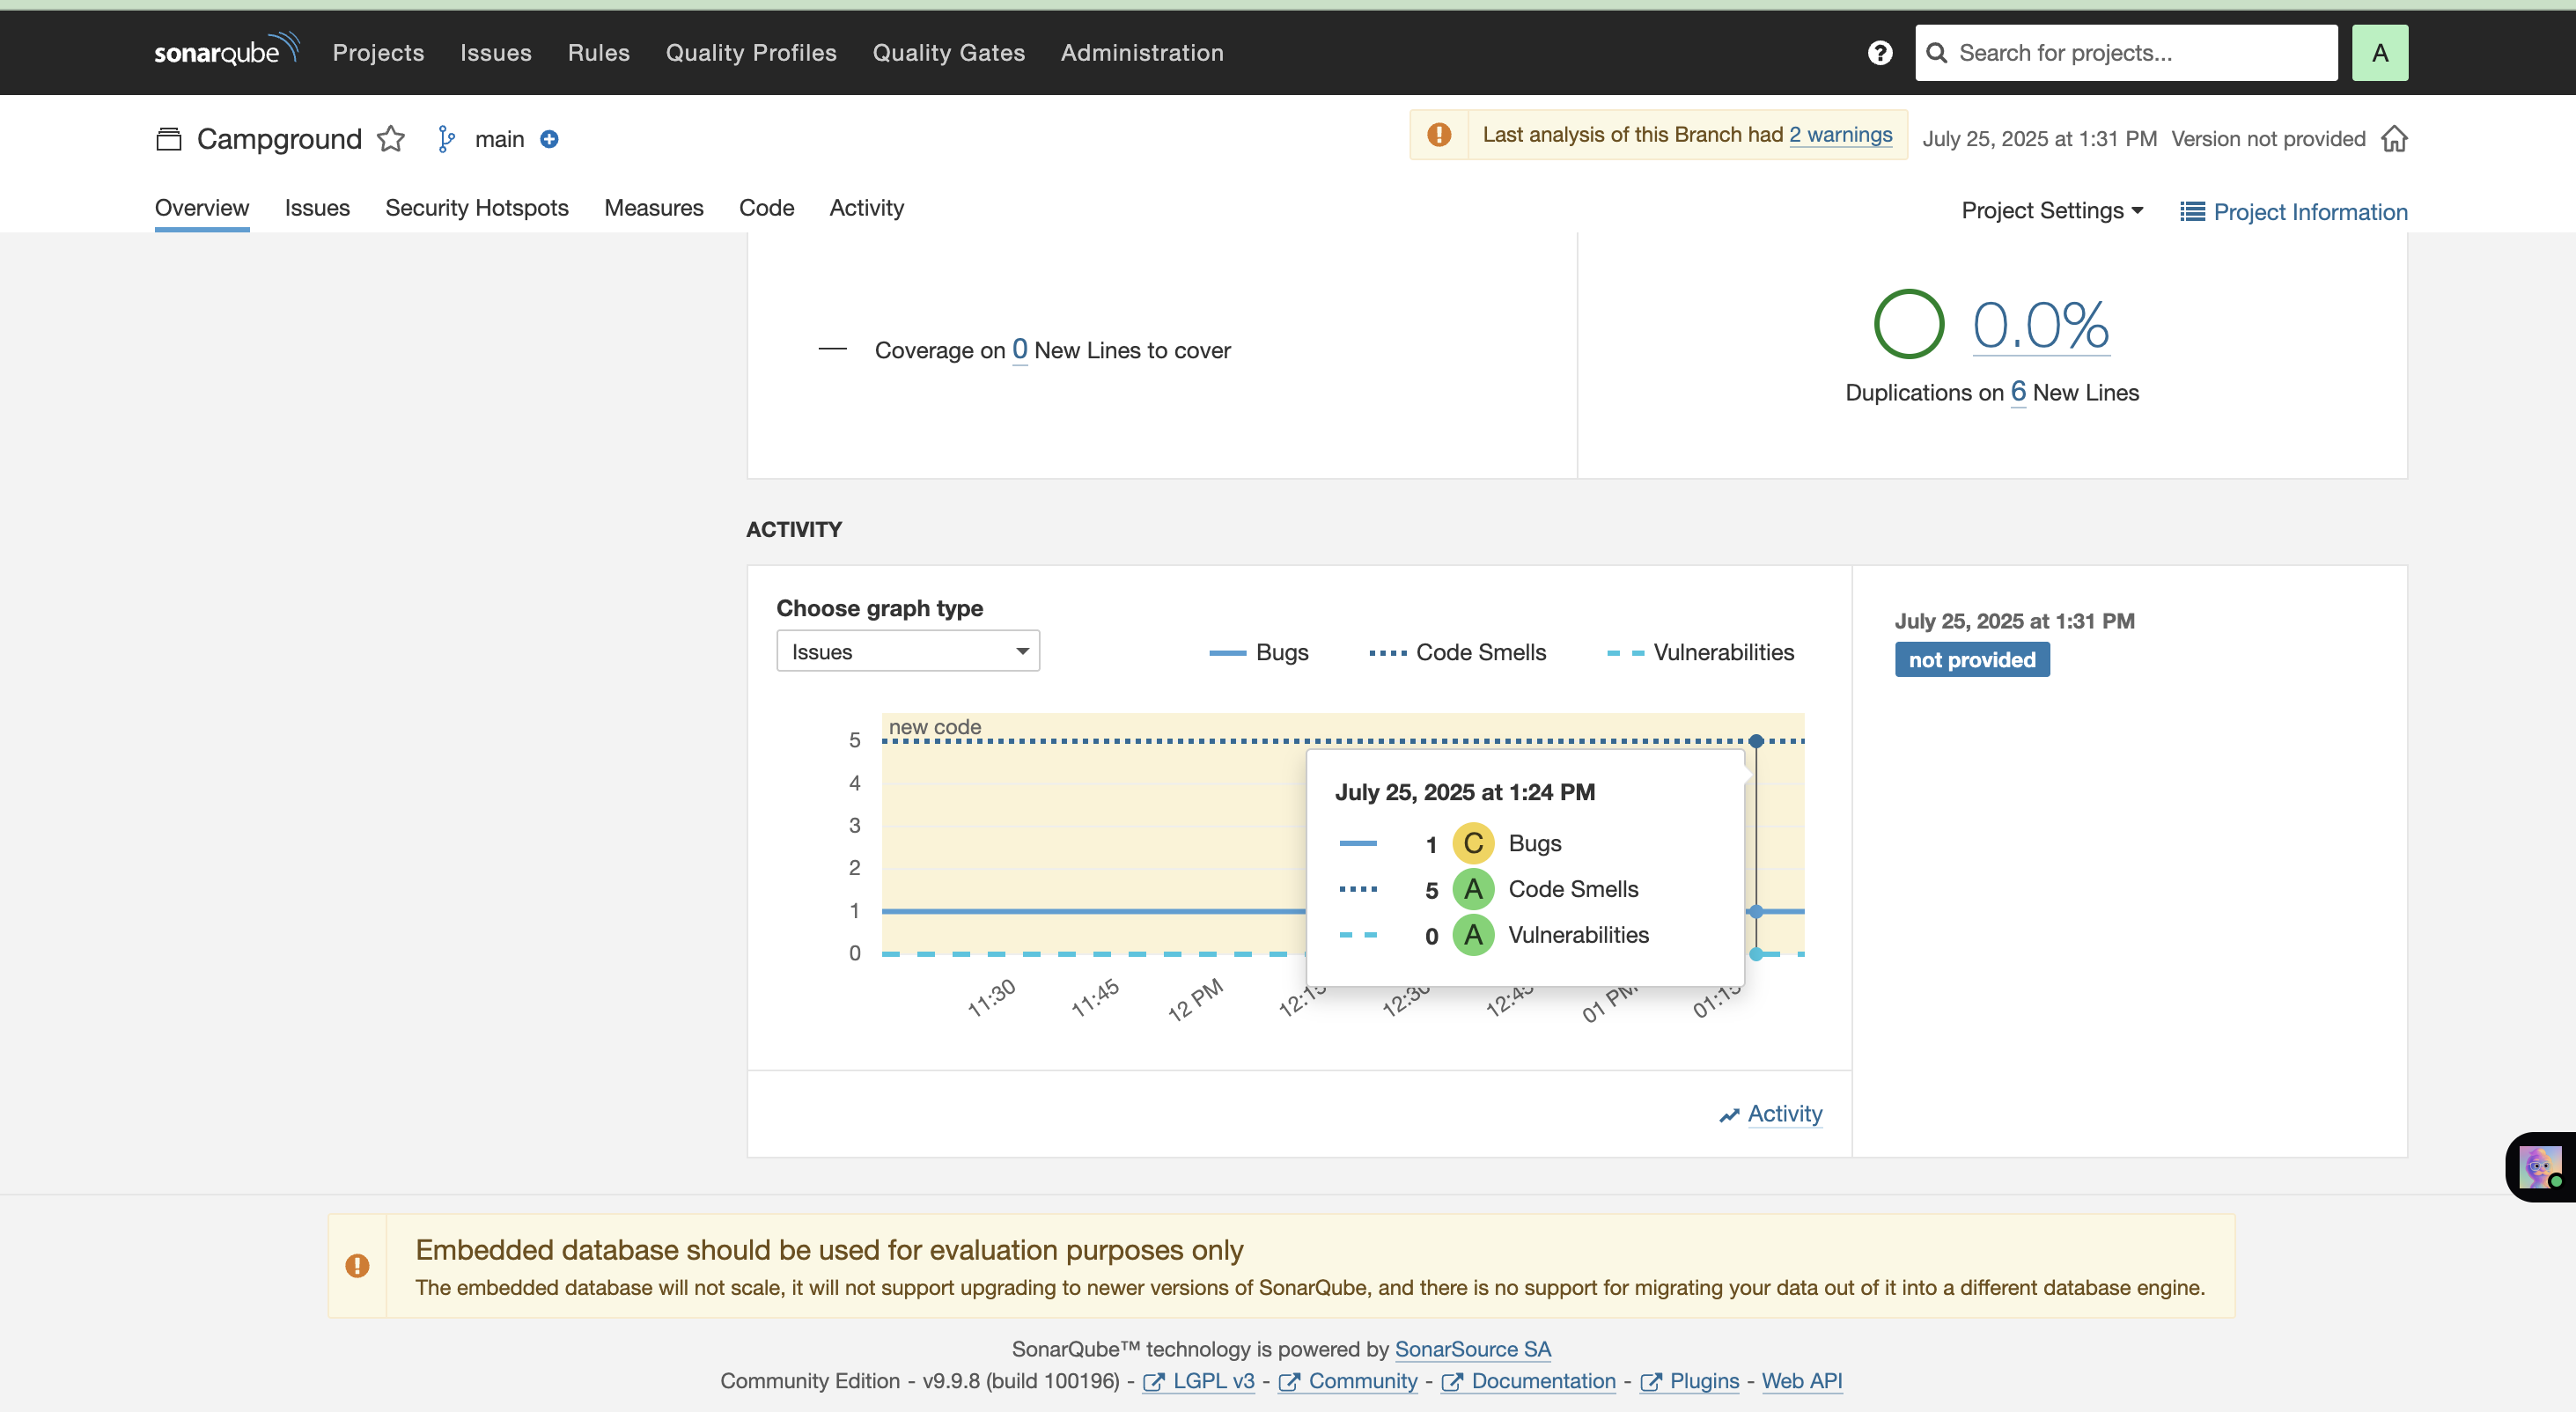 sonarqube Projects Issues Rules Quality Profiles Quality Gates Administration ? Search for projects... A
Campground main Last analysis of this Branch had 2 warnings July 25, 2025 at 1:31 PM Version not provided
Overview Issues Security Hotspots Measures Code Activity Project Settings Project Information
0.0%
Coverage on 0 New Lines to cover
Duplications on 6 New Lines
ACTIVITY
Choose graph type
Issues
Bugs Code Smells Vulnerabilities
July 25, 2025 at 1:31 PM
not provided
new code
5
4
3
2
1
0
July 25, 2025 at 1:24 PM
1 C Bugs
5 A Code Smells
0 A Vulnerabilities
11:30 11:45 12 PM 12:15 12:30 12:45 01 PM 01:15
Activity
Embedded database should be used for evaluation purposes only
The embedded database will not scale, it will not support upgrading to newer versions of SonarQube, and there is no support for migrating your data out of it into a different database engine.
SonarQube™ technology is powered by SonarSource SA
Community Edition - v9.9.8 (build 100196) - LGPL v3 - Community - Documentation - Plugins - Web API